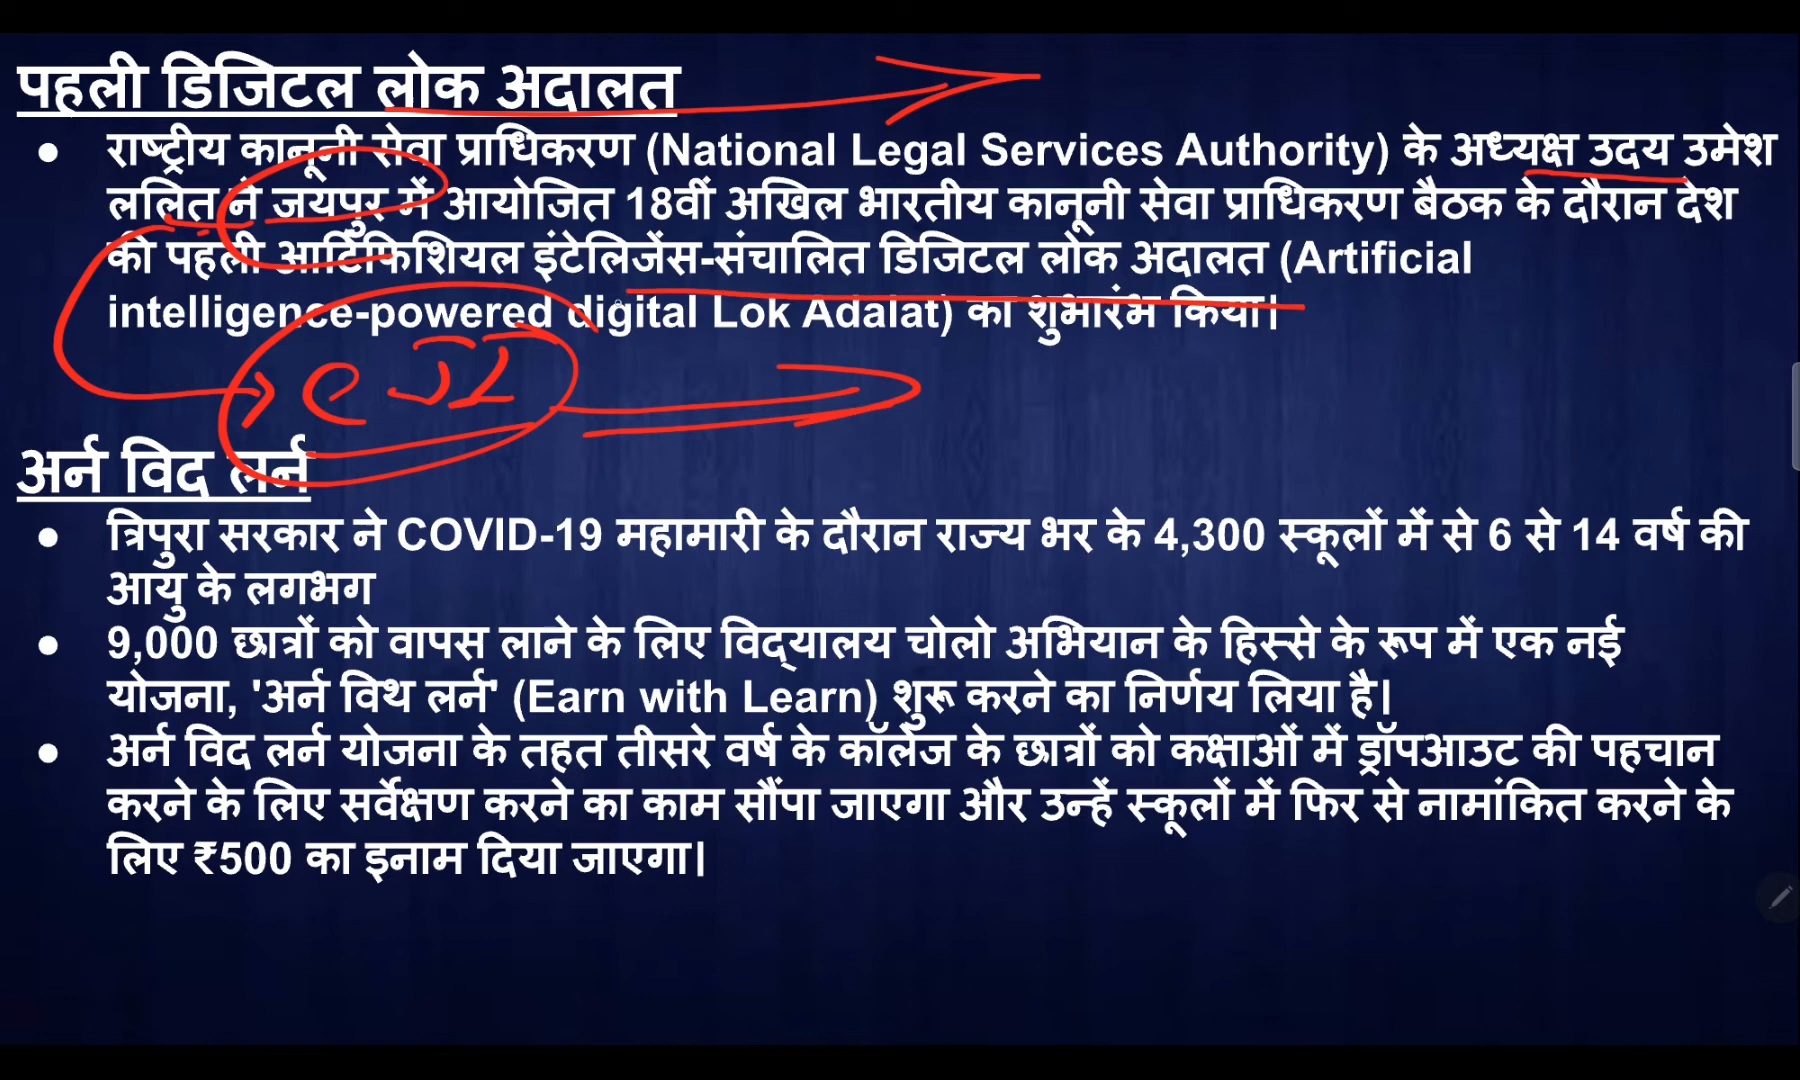 पहली डिजिटल लोक अदालत
● राष्ट्रीय कानूनी सेवा प्राधिकरण (National Legal Services Authority) के अध्यक्ष उदय उमेश
ललित ने जयपुर में आयोजित 18वीं अखिल भारतीय कानूनी सेवा प्राधिकरण बैठक के दौरान देश
की पहली आर्टिफिशियल इंटेलिजेंस-संचालित डिजिटल लोक अदालत (Artificial
intelligence-powered digital Lok Adalat) का शुभारंभ किया।
अर्न विद लर्न
● त्रिपुरा सरकार ने COVID-19 महामारी के दौरान राज्य भर के 4,300 स्कूलों में से 6 से 14 वर्ष की
आयु के लगभग
● 9,000 छात्रों को वापस लाने के लिए विद्यालय चोलो अभियान के हिस्से के रूप में एक नई
योजना, 'अर्न विथ लर्न' (Earn with Learn) शुरू करने का निर्णय लिया है।
● अर्न विद लर्न योजना के तहत तीसरे वर्ष के कॉलेज के छात्रों को कक्षाओं में ड्रॉपआउट की पहचान
करने के लिए सर्वेक्षण करने का काम सौंपा जाएगा और उन्हें स्कूलों में फिर से नामांकित करने के
लिए ₹500 का इनाम दिया जाएगा।